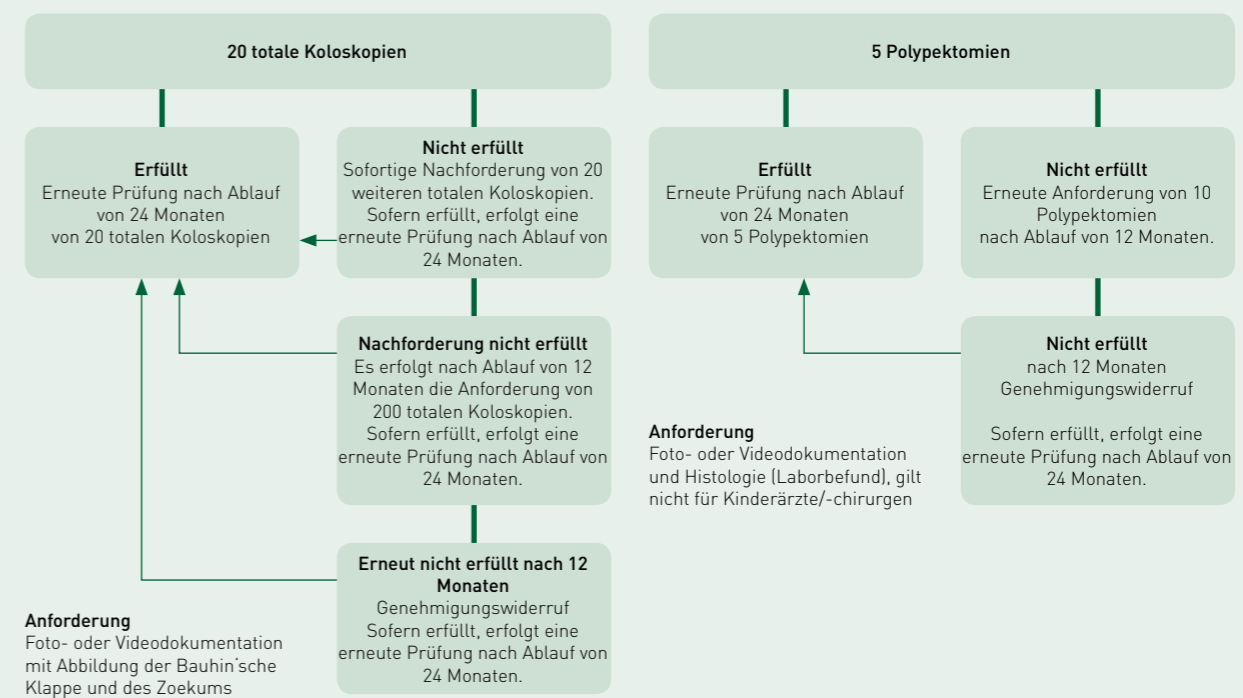 20 totale Koloskopien
Erfüllt
Erneute Prüfung nach Ablauf
von 24 Monaten
von 20 totalen Koloskopien
Nicht erfüllt
Sofortige Nachforderung von 20
weiteren totalen Koloskopien.
Sofern erfüllt, erfolgt eine
erneute Prüfung nach Ablauf von
24 Monaten.
Nachforderung nicht erfüllt
Es erfolgt nach Ablauf von 12
Monaten die Anforderung von
200 totalen Koloskopien.
Sofern erfüllt, erfolgt eine
erneute Prüfung nach Ablauf von
24 Monaten.
Erneut nicht erfüllt nach 12
Monaten
Genehmigungswiderruf
Sofern erfüllt, erfolgt eine
erneute Prüfung nach Ablauf von
24 Monaten.
Anforderung
Foto- oder Videodokumentation
mit Abbildung der Bauhin´sche
Klappe und des Zoekums
5 Polypektomien
Erfüllt
Erneute Prüfung nach Ablauf
von 24 Monaten
von 5 Polypektomien
Nicht erfüllt
Erneute Anforderung von 10
Polypektomien
nach Ablauf von 12 Monaten.
Nicht erfüllt
nach 12 Monaten
Genehmigungswiderruf
Sofern erfüllt, erfolgt eine
erneute Prüfung nach Ablauf von
24 Monaten.
Anforderung
Foto- oder Videodokumentation
und Histologie (Laborbefund), gilt
nicht für Kinderärzte/-chirurgen